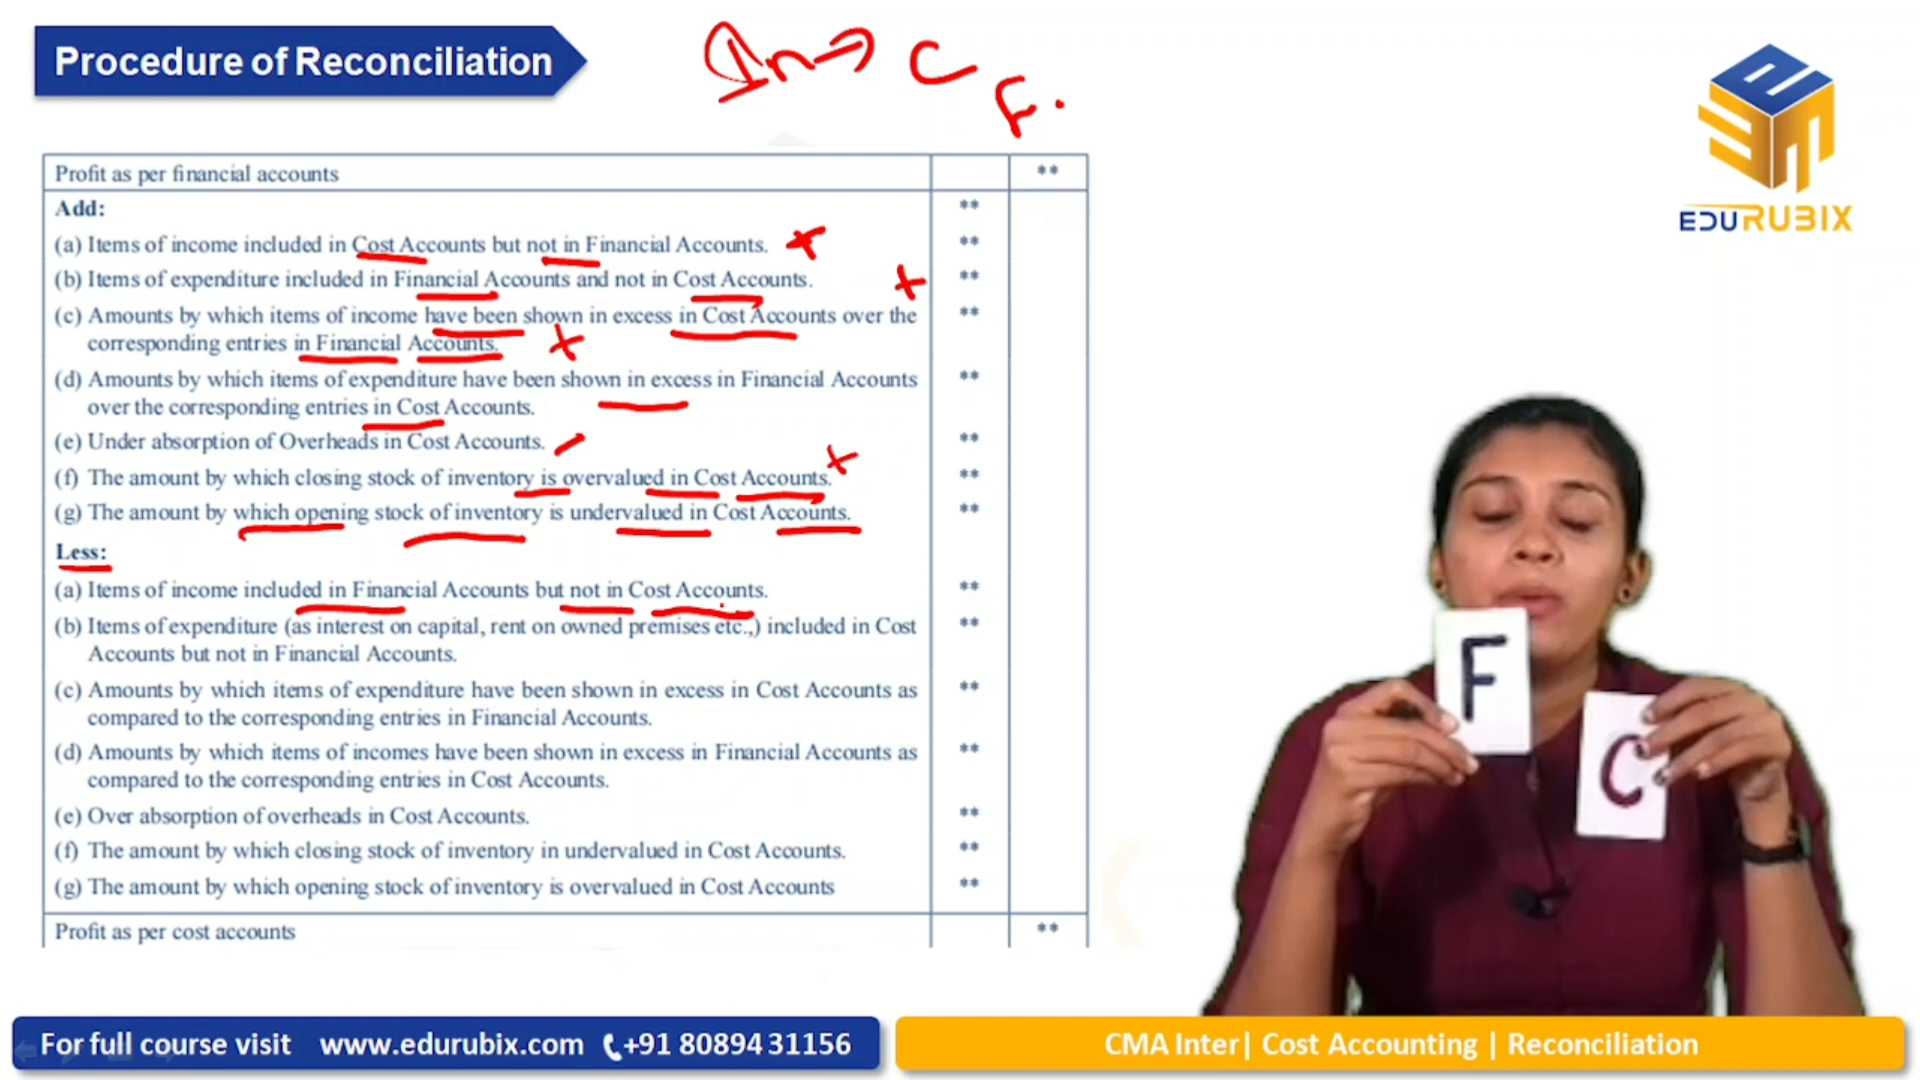 Procedure of Reconciliation
In → C
F.
EDURUBIX
Profit as per financial accounts **
Add: **
(a) Items of income included in Cost Accounts but not in Financial Accounts. **
(b) Items of expenditure included in Financial Accounts and not in Cost Accounts. **
(c) Amounts by which items of income have been shown in excess in Cost Accounts over the **
corresponding entries in Financial Accounts.
(d) Amounts by which items of expenditure have been shown in excess in Financial Accounts **
over the corresponding entries in Cost Accounts.
(e) Under absorption of Overheads in Cost Accounts. **
(f) The amount by which closing stock of inventory is overvalued in Cost Accounts. **
(g) The amount by which opening stock of inventory is undervalued in Cost Accounts. **
Less:
(a) Items of income included in Financial Accounts but not in Cost Accounts. **
(b) Items of expenditure (as interest on capital, rent on owned premises etc.,) included in Cost **
Accounts but not in Financial Accounts.
(c) Amounts by which items of expenditure have been shown in excess in Cost Accounts as **
compared to the corresponding entries in Financial Accounts.
(d) Amounts by which items of incomes have been shown in excess in Financial Accounts as **
compared to the corresponding entries in Cost Accounts.
(e) Over absorption of overheads in Cost Accounts. **
(f) The amount by which closing stock of inventory in undervalued in Cost Accounts. **
(g) The amount by which opening stock of inventory is overvalued in Cost Accounts **
Profit as per cost accounts **
F
C
For full course visit www.edurubix.com +91 80894 31156
CMA Inter| Cost Accounting | Reconciliation